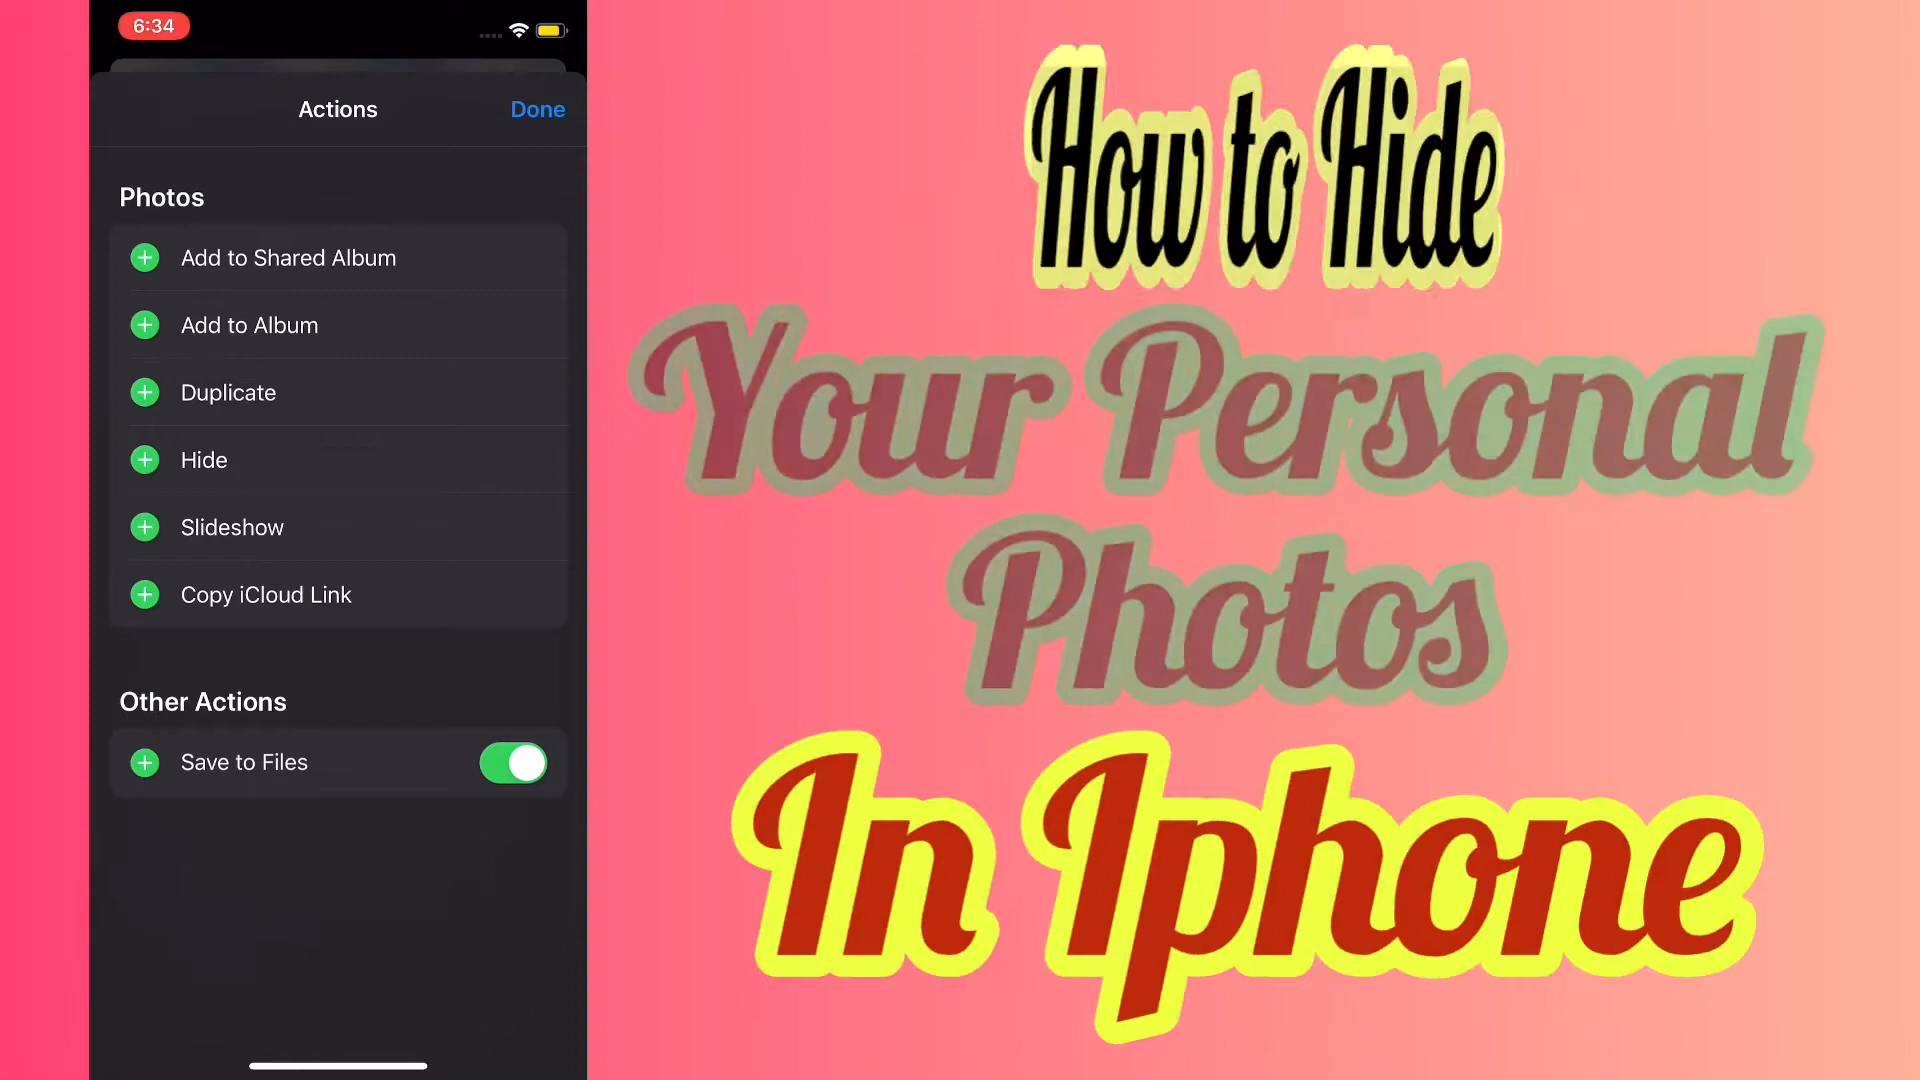 6:34
Actions
Done
Photos
Add to Shared Album
Add to Album
Duplicate
Hide
Slideshow
Copy iCloud Link
Other Actions
Save to Files
How to Hide
Your Personal
Photos
In Iphone